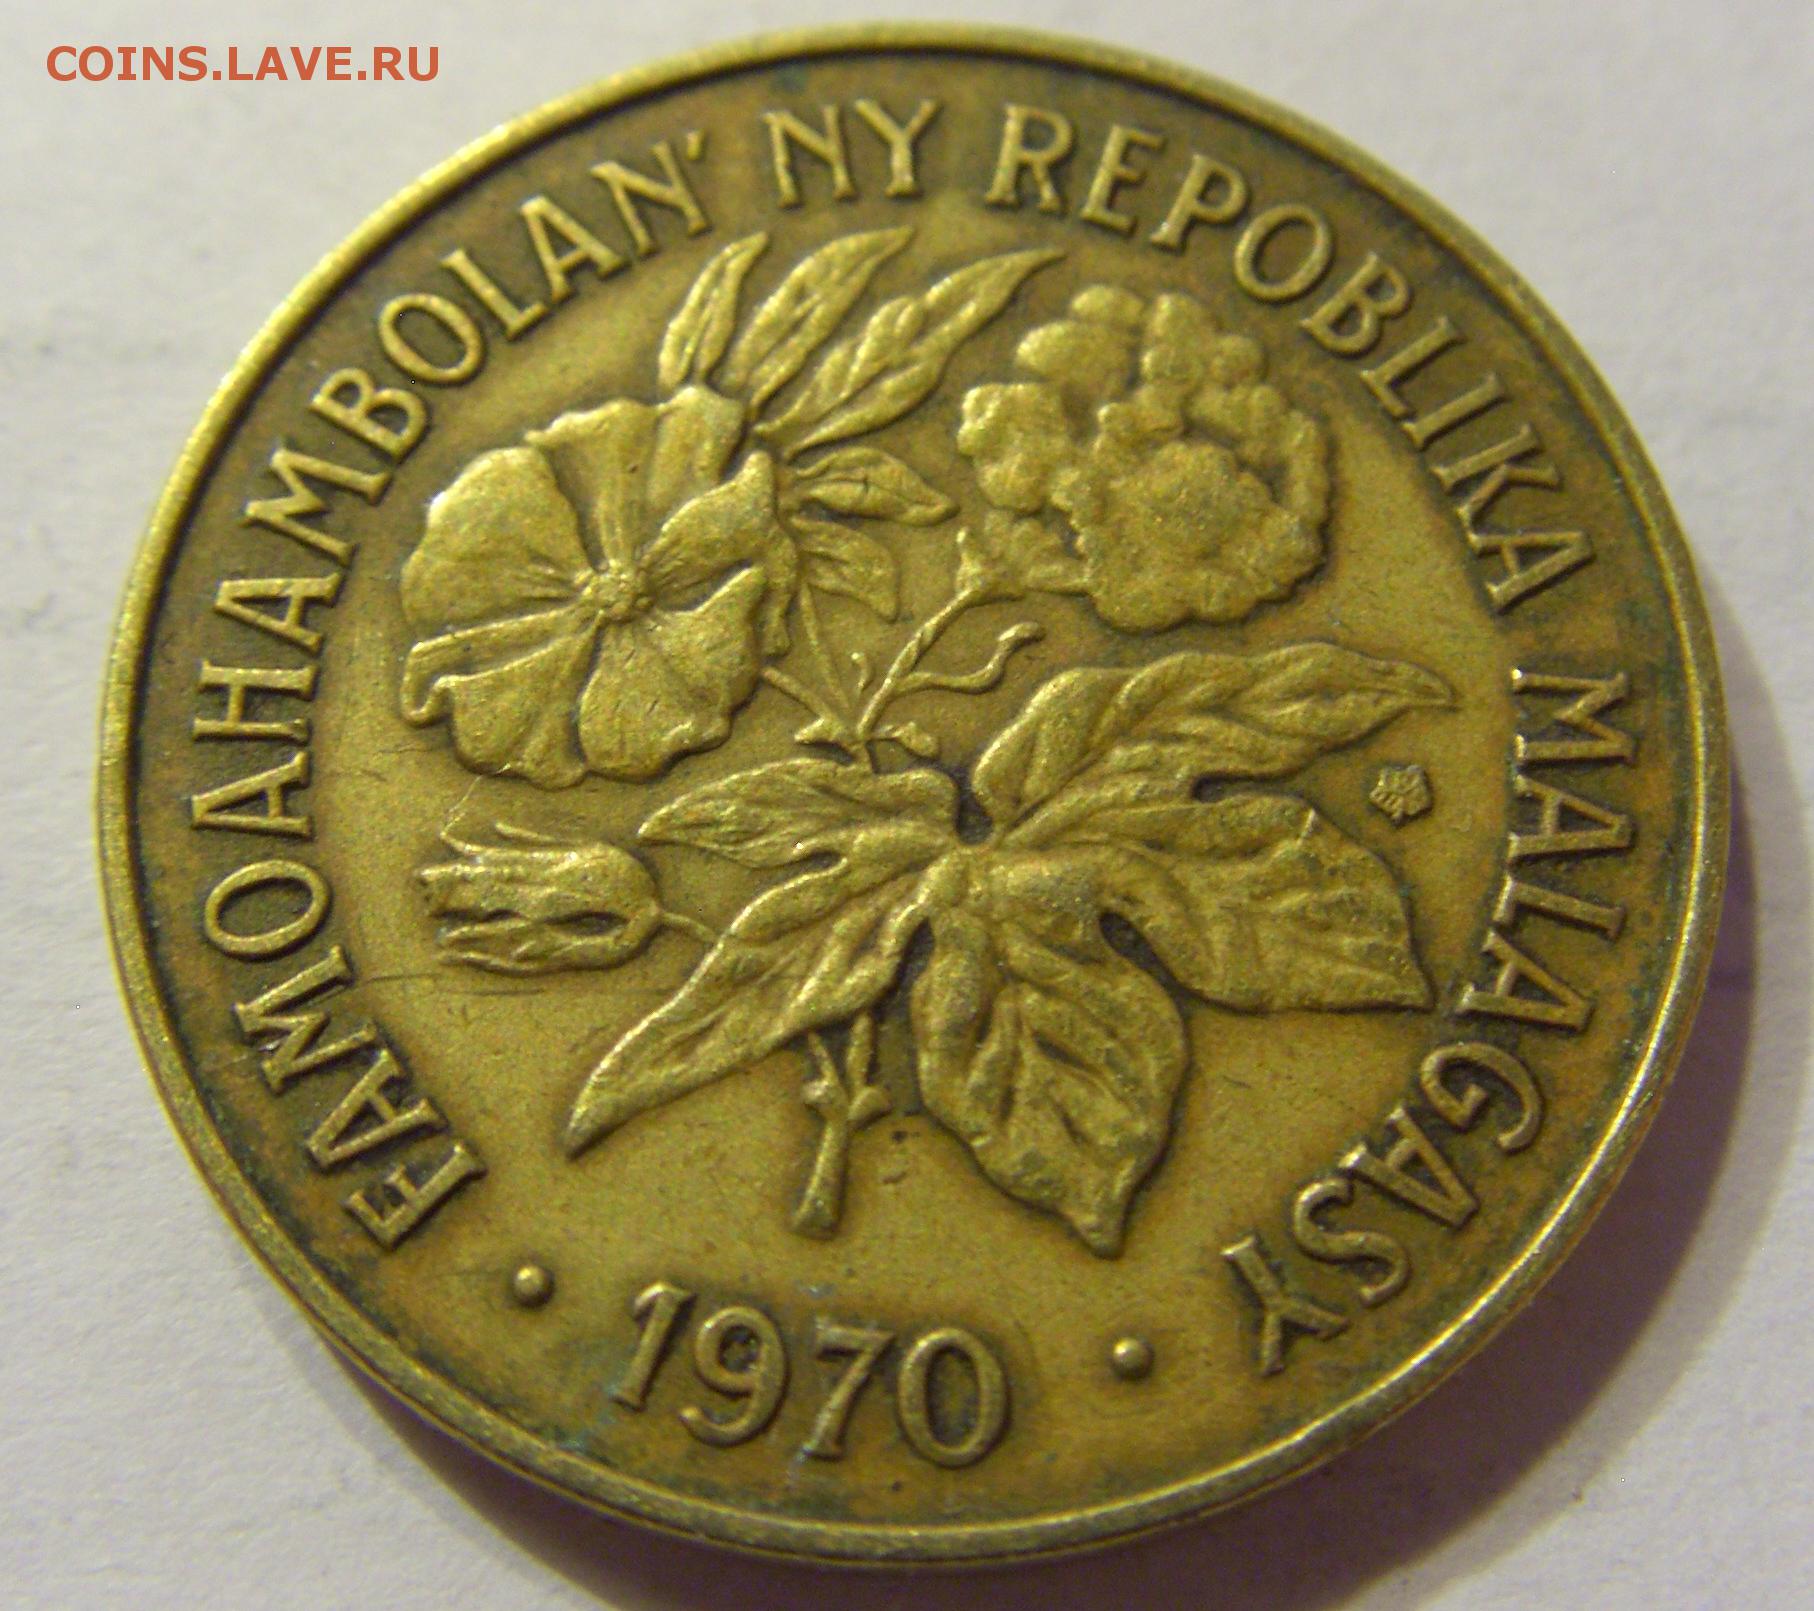 COINS.LAVE.RU
FAMOAHAMBOLAN' NY REPOBLIKA MALAGASY
• 1970 •